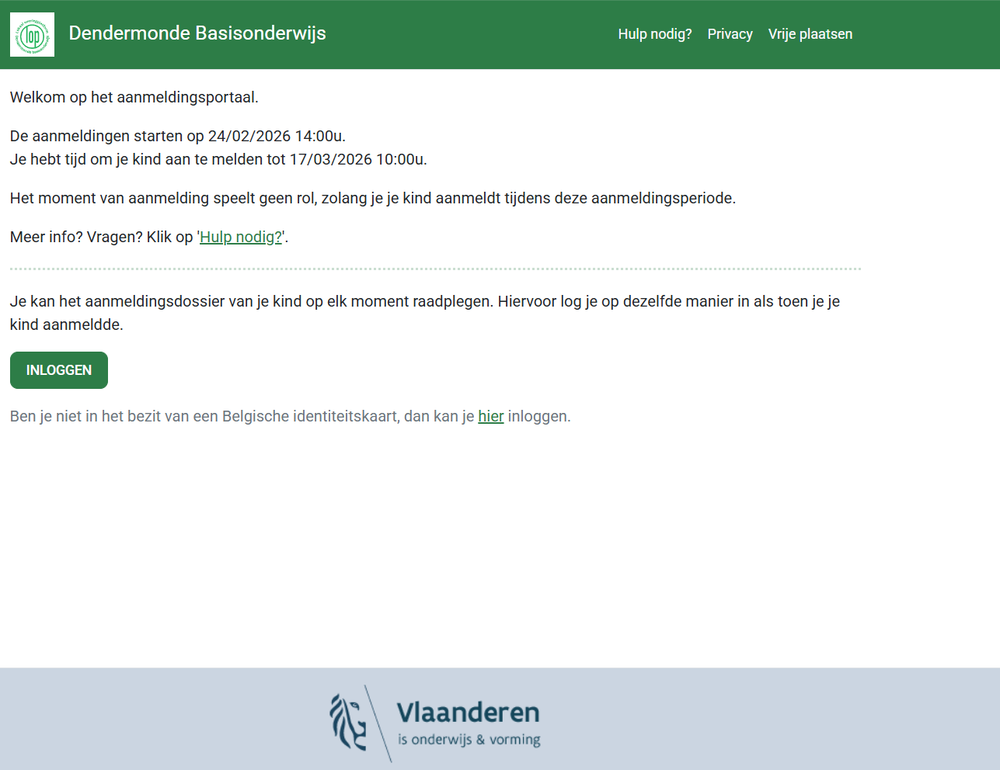 lop
Lokaal overlegplatform
Dendermonde basisonderwijs
Dendermonde Basisonderwijs
Hulp nodig?
Privacy
Vrije plaatsen
Welkom op het aanmeldingsportaal.
De aanmeldingen starten op 24/02/2026 14:00u.
Je hebt tijd om je kind aan te melden tot 17/03/2026 10:00u.
Het moment van aanmelding speelt geen rol, zolang je je kind aanmeldt tijdens deze aanmeldingsperiode.
Meer info? Vragen? Klik op 'Hulp nodig?'.
Je kan het aanmeldingsdossier van je kind op elk moment raadplegen. Hiervoor log je op dezelfde manier in als toen je je
kind aanmeldde.
INLOGGEN
Ben je niet in het bezit van een Belgische identiteitskaart, dan kan je hier inloggen.
Vlaanderen
is onderwijs & vorming